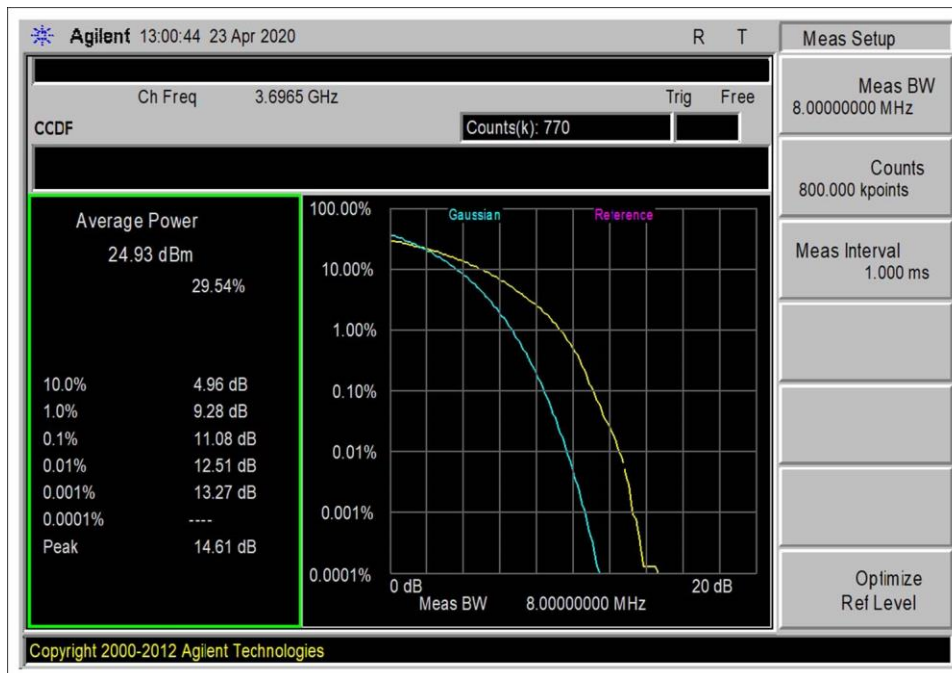 Agilent 13:00:44 23 Apr 2020 R T
Ch Freq 3.6965 GHz Trig Free
CCDF Counts(k): 770
Average Power
24.93 dBm
29.54%
10.0% 4.96 dB
1.0% 9.28 dB
0.1% 11.08 dB
0.01% 12.51 dB
0.001% 13.27 dB
0.0001% ----
Peak 14.61 dB
Gaussian Reference
100.00%
10.00%
1.00%
0.10%
0.01%
0.001%
0.0001%
0 dB 20 dB
Meas BW 8.00000000 MHz
Meas Setup
Meas BW
8.00000000 MHz
Counts
800.000 kpoints
Meas Interval
1.000 ms
Optimize
Ref Level
Copyright 2000-2012 Agilent Technologies